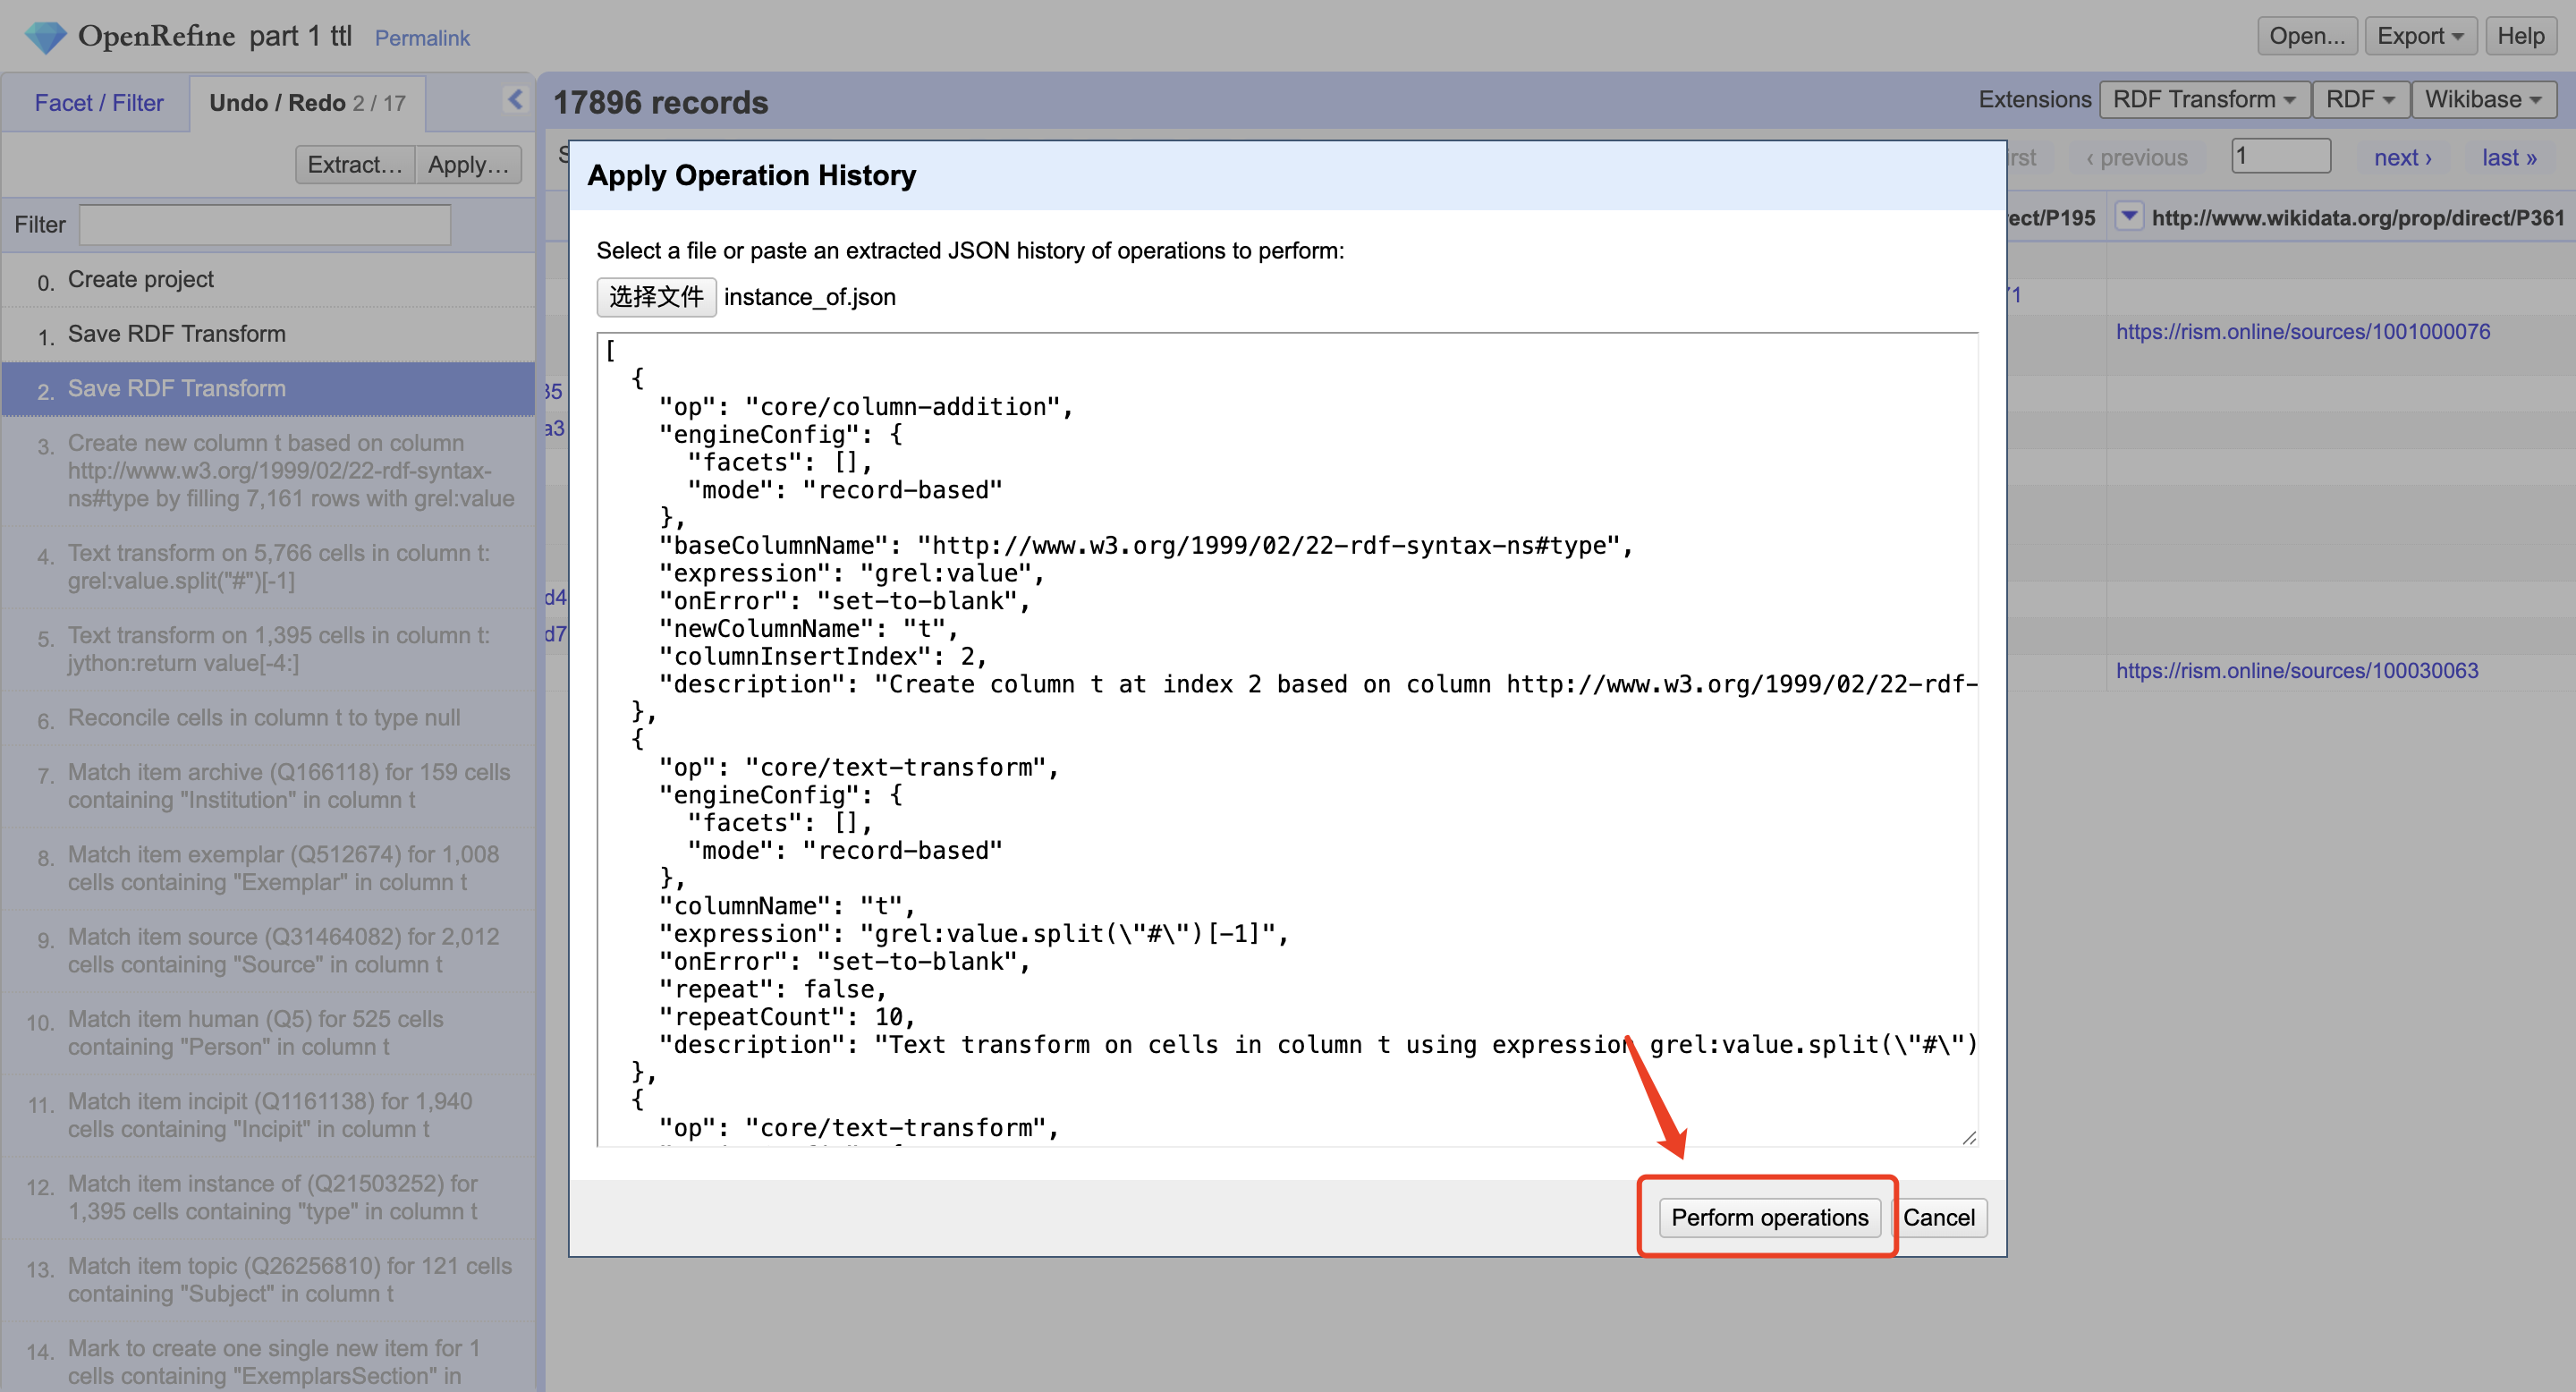 OpenRefine part 1 ttl Permalink
Open... Export Help
Facet / Filter Undo / Redo 2 / 17
17896 records
Extensions RDF Transform RDF Wikibase
Extract... Apply...
‹ previous 1 next › last »
Filter
0. Create project
1. Save RDF Transform
2. Save RDF Transform
3. Create new column t based on column
http://www.w3.org/1999/02/22-rdf-syntax-
ns#type by filling 7,161 rows with grel:value
4. Text transform on 5,766 cells in column t:
grel:value.split("#")[-1]
5. Text transform on 1,395 cells in column t:
jython:return value[-4:]
6. Reconcile cells in column t to type null
7. Match item archive (Q166118) for 159 cells
containing "Institution" in column t
8. Match item exemplar (Q512674) for 1,008
cells containing "Exemplar" in column t
9. Match item source (Q31464082) for 2,012
cells containing "Source" in column t
10. Match item human (Q5) for 525 cells
containing "Person" in column t
11. Match item incipit (Q1161138) for 1,940
cells containing "Incipit" in column t
12. Match item instance of (Q21503252) for
1,395 cells containing "type" in column t
13. Match item topic (Q26256810) for 121 cells
containing "Subject" in column t
14. Mark to create one single new item for 1
cells containing "ExemplarsSection" in
35
a3
d4
d7
Apply Operation History
Select a file or paste an extracted JSON history of operations to perform:
选择文件 instance_of.json
[
{
"op": "core/column-addition",
"engineConfig": {
"facets": [],
"mode": "record-based"
},
"baseColumnName": "http://www.w3.org/1999/02/22-rdf-syntax-ns#type",
"expression": "grel:value",
"onError": "set-to-blank",
"newColumnName": "t",
"columnInsertIndex": 2,
"description": "Create column t at index 2 based on column http://www.w3.org/1999/02/22-rdf-
},
{
"op": "core/text-transform",
"engineConfig": {
"facets": [],
"mode": "record-based"
},
"columnName": "t",
"expression": "grel:value.split(\"#\")[-1]",
"onError": "set-to-blank",
"repeat": false,
"repeatCount": 10,
"description": "Text transform on cells in column t using expression grel:value.split(\"#\")
},
{
"op": "core/text-transform",
Perform operations Cancel
ect/P195 http://www.wikidata.org/prop/direct/P361
71
https://rism.online/sources/1001000076
https://rism.online/sources/100030063